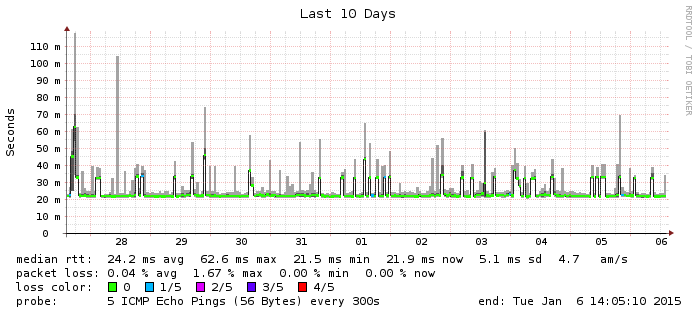 Last 10 Days
RRDTOOL / TOBI OETIKER
Seconds
110 m
100 m
90 m
80 m
70 m
60 m
50 m
40 m
30 m
20 m
10 m
0
28 29 30 31 01 02 03 04 05 06
median rtt: 24.2 ms avg 62.6 ms max 21.5 ms min 21.9 ms now 5.1 ms sd 4.7 am/s
packet loss: 0.04 % avg 1.67 % max 0.00 % min 0.00 % now
loss color: 0 1/5 2/5 3/5 4/5
probe: 5 ICMP Echo Pings (56 Bytes) every 300s end: Tue Jan 6 14:05:10 2015